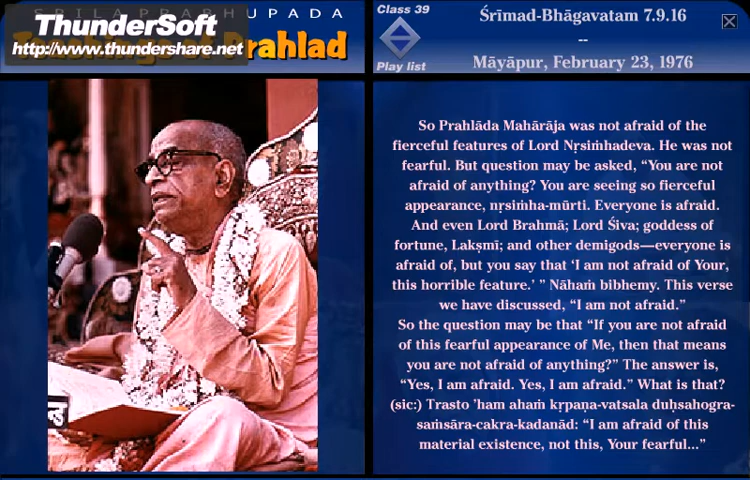 SRILA PRABHUPADA
ThunderSoft
http://www.thundershare.net
Prahlad
Class 39
Play list
Śrīmad-Bhāgavatam 7.9.16
--
Māyāpur, February 23, 1976
So Prahlāda Mahārāja was not afraid of the
fierceful features of Lord Nṛsiṁhadeva. He was not
fearful. But question may be asked, “You are not
afraid of anything? You are seeing so fierceful
appearance, nṛsiṁha-mūrti. Everyone is afraid.
And even Lord Brahmā; Lord Śiva; goddess of
fortune, Lakṣmī; and other demigods—everyone is
afraid of, but you say that ‘I am not afraid of Your,
this horrible feature.’ ” Nāhaṁ bibhemy. This verse
we have discussed, “I am not afraid.”
So the question may be that “If you are not afraid
of this fearful appearance of Me, then that means
you are not afraid of anything?” The answer is,
“Yes, I am afraid. Yes, I am afraid.” What is that?
(sic:) Trasto ’ham ahaṁ kṛpaṇa-vatsala duḥsahogra-
saṁsāra-cakra-kadanād: “I am afraid of this
material existence, not this, Your fearful...”